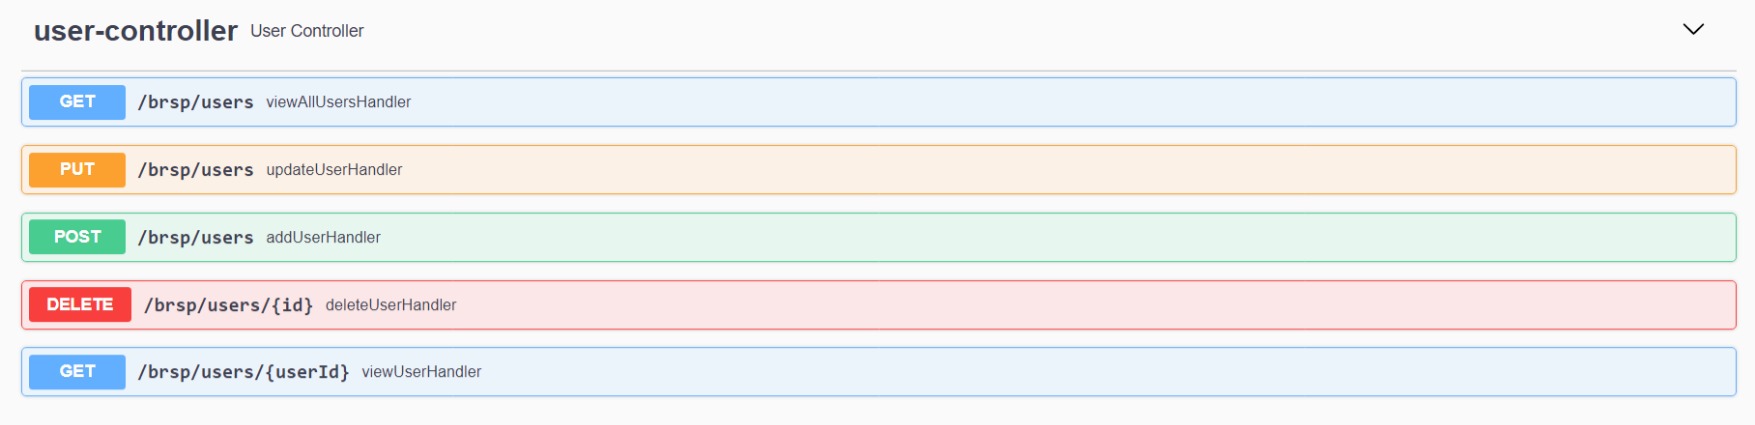 user-controller User Controller
GET /brsp/users viewAllUsersHandler
PUT /brsp/users updateUserHandler
POST /brsp/users addUserHandler
DELETE /brsp/users/{id} deleteUserHandler
GET /brsp/users/{userId} viewUserHandler